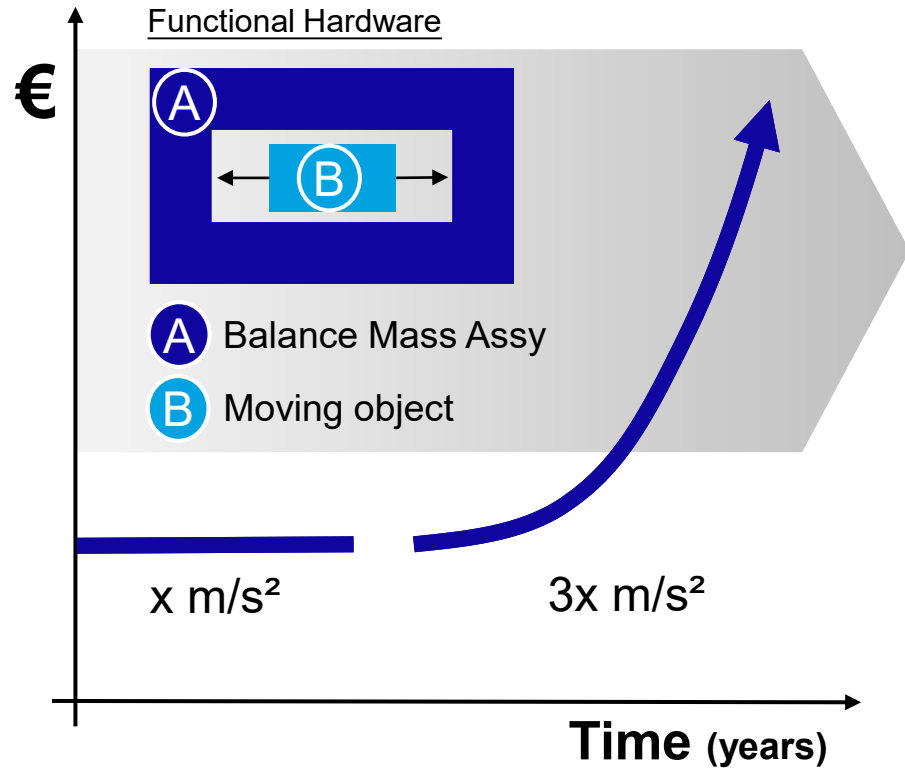 Functional Hardware
€
A
B
A Balance Mass Assy
B Moving object
x m/s²
3x m/s²
Time (years)